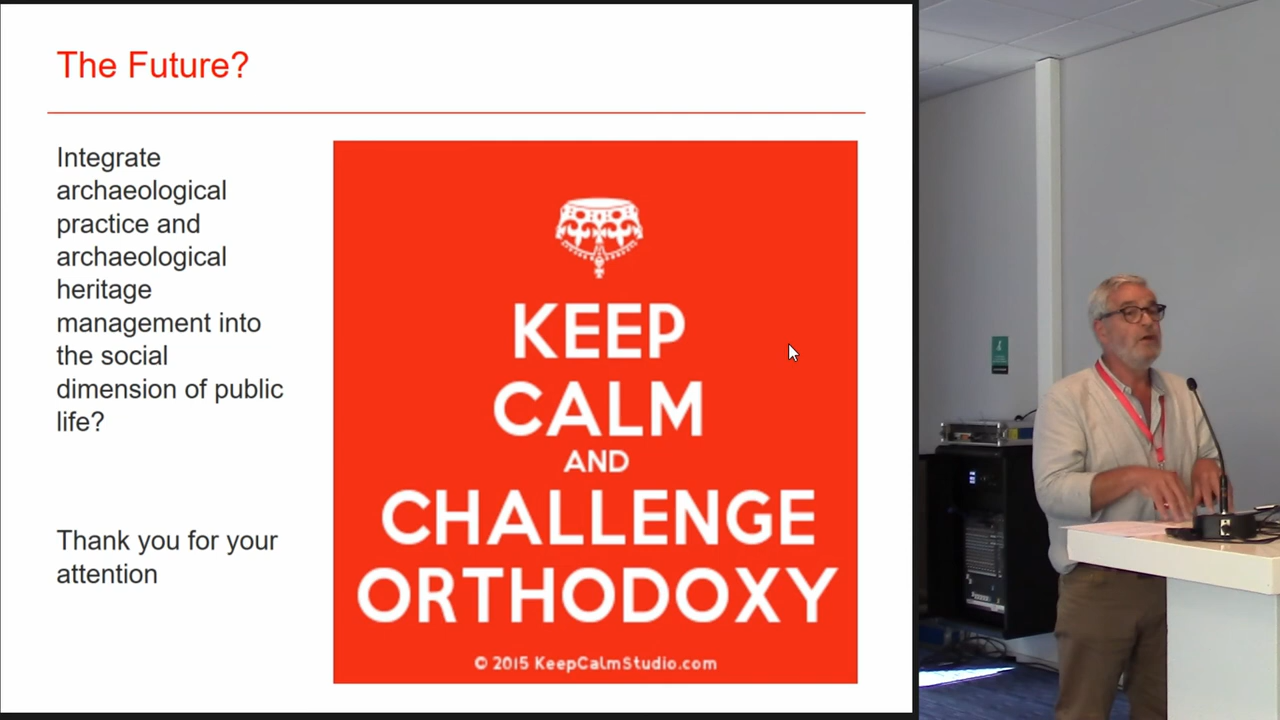 The Future?
Integrate
archaeological
practice and
archaeological
heritage
management into
the social
dimension of public
life?
Thank you for your
attention
KEEP
CALM
AND
CHALLENGE
ORTHODOXY
© 2015 KeepCalmStudio.com